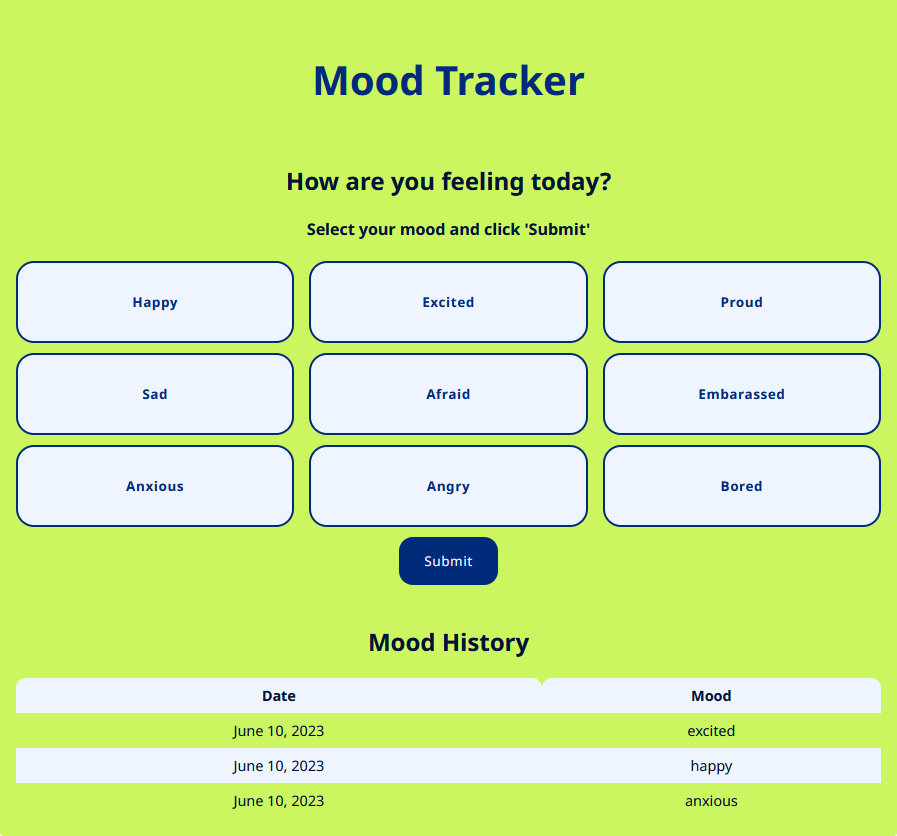 Mood Tracker
How are you feeling today?
Select your mood and click 'Submit'
Happy Excited Proud
Sad Afraid Embarassed
Anxious Angry Bored
Submit
Mood History
Date Mood
June 10, 2023 excited
June 10, 2023 happy
June 10, 2023 anxious